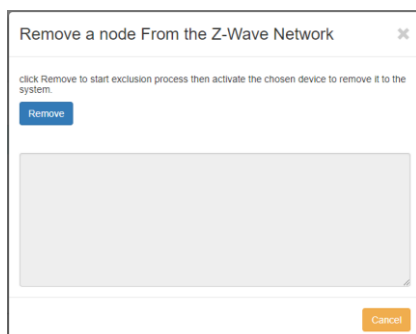 Remove a node From the Z-Wave Network
click Remove to start exclusion process then activate the chosen device to remove it to the
system.
Remove
Cancel